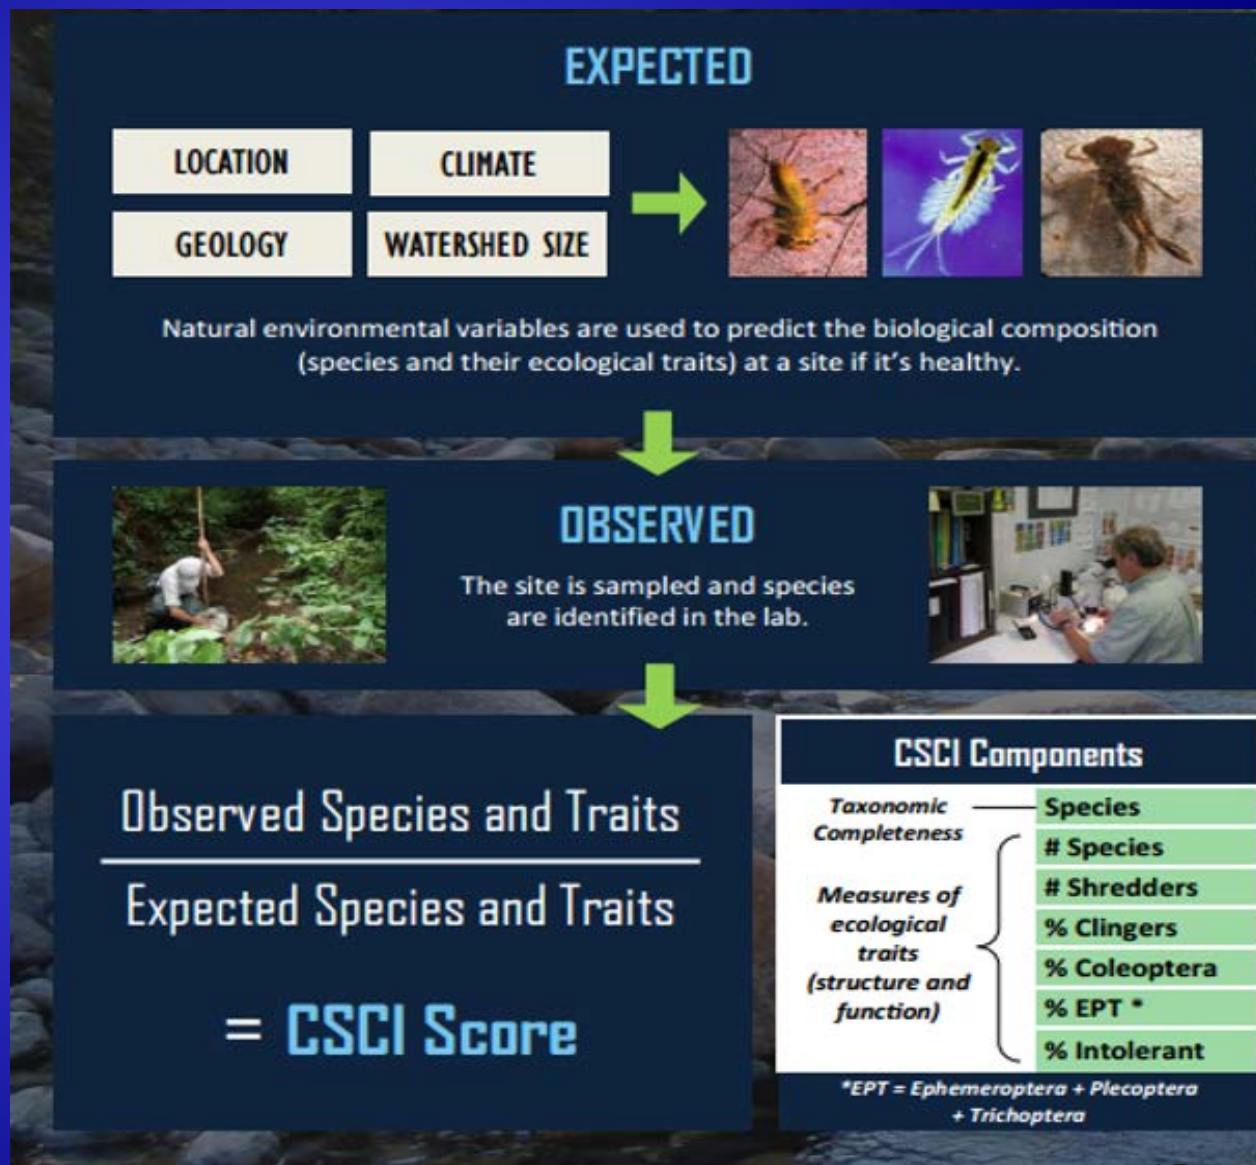 EXPECTED
LOCATION
CLIMATE
GEOLOGY
WATERSHED SIZE
Natural environmental variables are used to predict the biological composition
(species and their ecological traits) at a site if it's healthy.
OBSERVED
The site is sampled and species
are identified in the lab.
Observed Species and Traits
Expected Species and Traits
= CSCI Score
CSCI Components
Taxonomic
Completeness
Species
Measures of
ecological
traits
(structure and
function)
# Species
# Shredders
% Clingers
% Coleoptera
% EPT *
% Intolerant
*EPT = Ephemeroptera + Plecoptera
+ Trichoptera